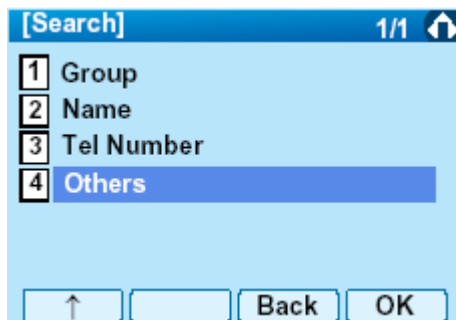 [Search] 1/1
1 Group
2 Name
3 Tel Number
4 Others
↑ Back OK